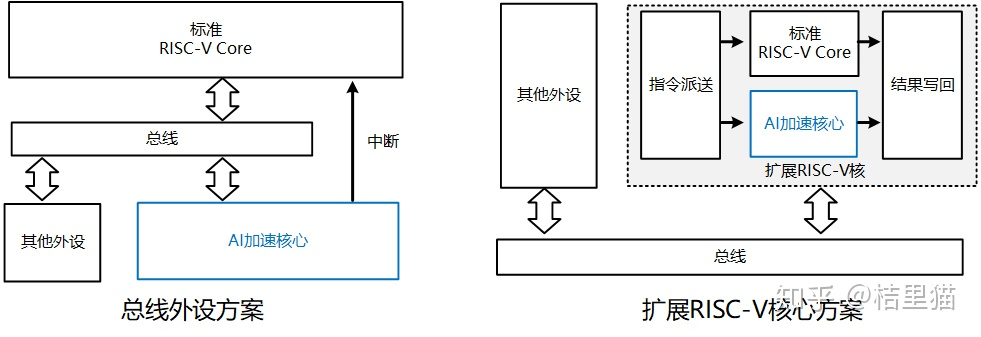 标准
RISC-V Core
总线
中断
其他外设
AI加速核心
总线外设方案
其他外设
指令派送
标准
RISC-V Core
AI加速核心
结果写回
扩展RISC-V核
总线
扩展RISC-V核心方案
知乎 @桔里猫